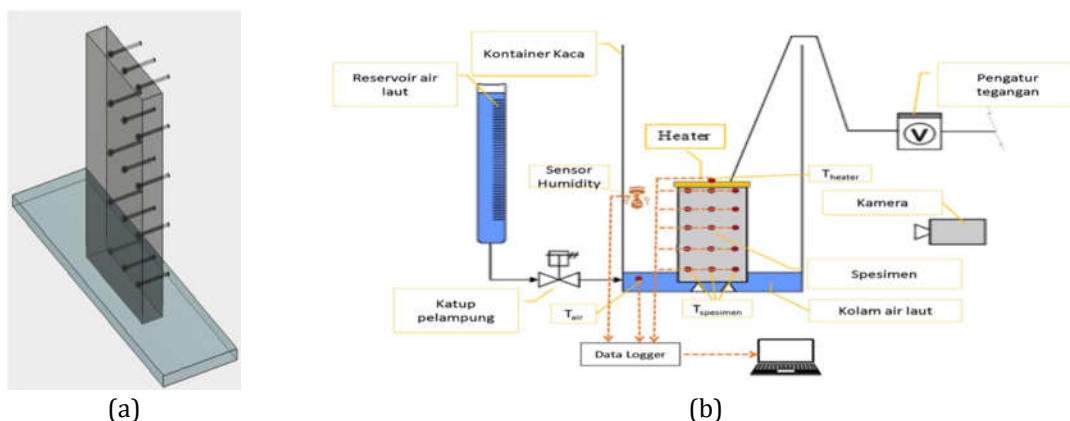 Kontainer Kaca
Reservoir air
laut
Pengatur
tegangan
V
Heater
Sensor
Humidity
Theater
Kamera
Spesimen
Katup
pelampung
Tair
Tspesimen
Kolam air laut
Data Logger
(a)
(b)